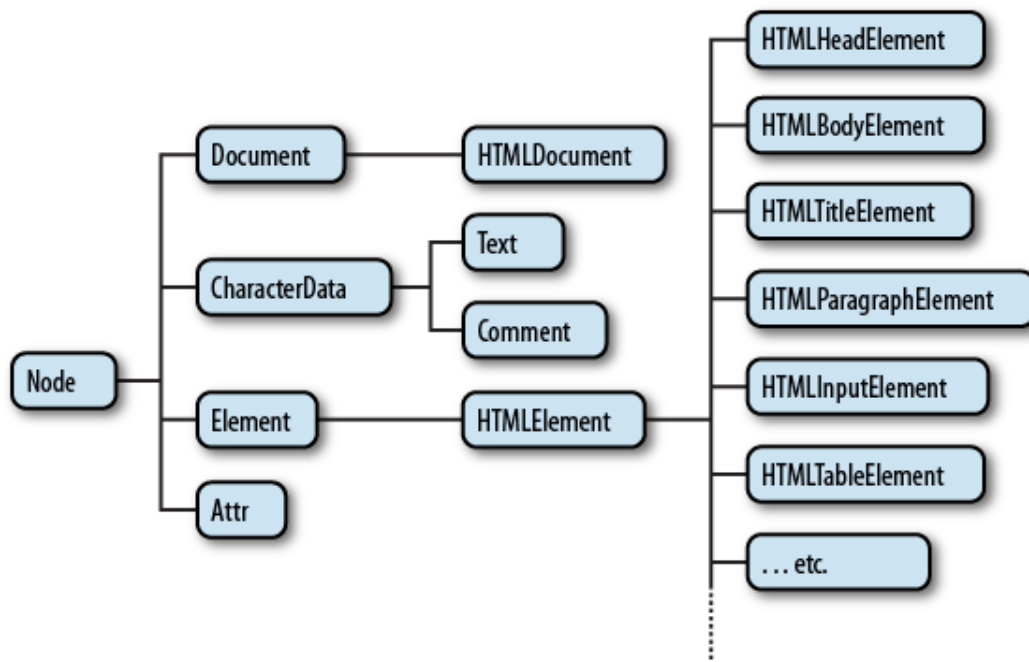 Node
Document
CharacterData
Element
Attr
HTMLDocument
Text
Comment
HTMLElement
HTMLHeadElement
HTMLBodyElement
HTMLTitleElement
HTMLParagraphElement
HTMLInputElement
HTMLTableElement
. . . etc.